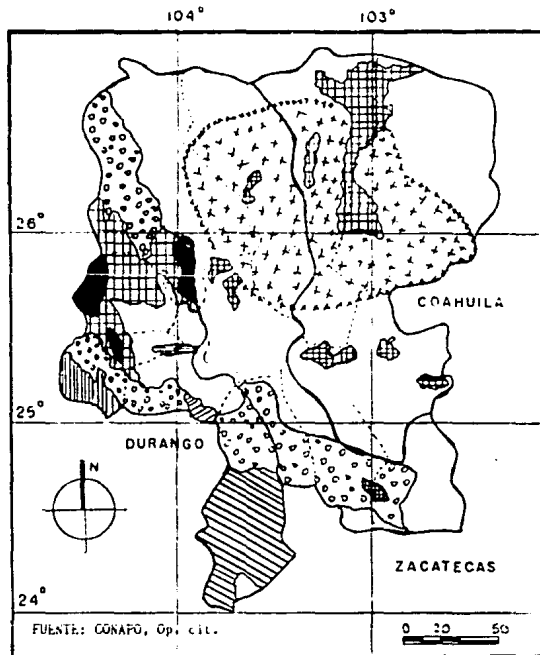 104°
103°
26°
COAHUILA
25°
DURANGO
N
ZACATECAS
24°
FUENTE: CONAPO, Op. cit.
0 20 50